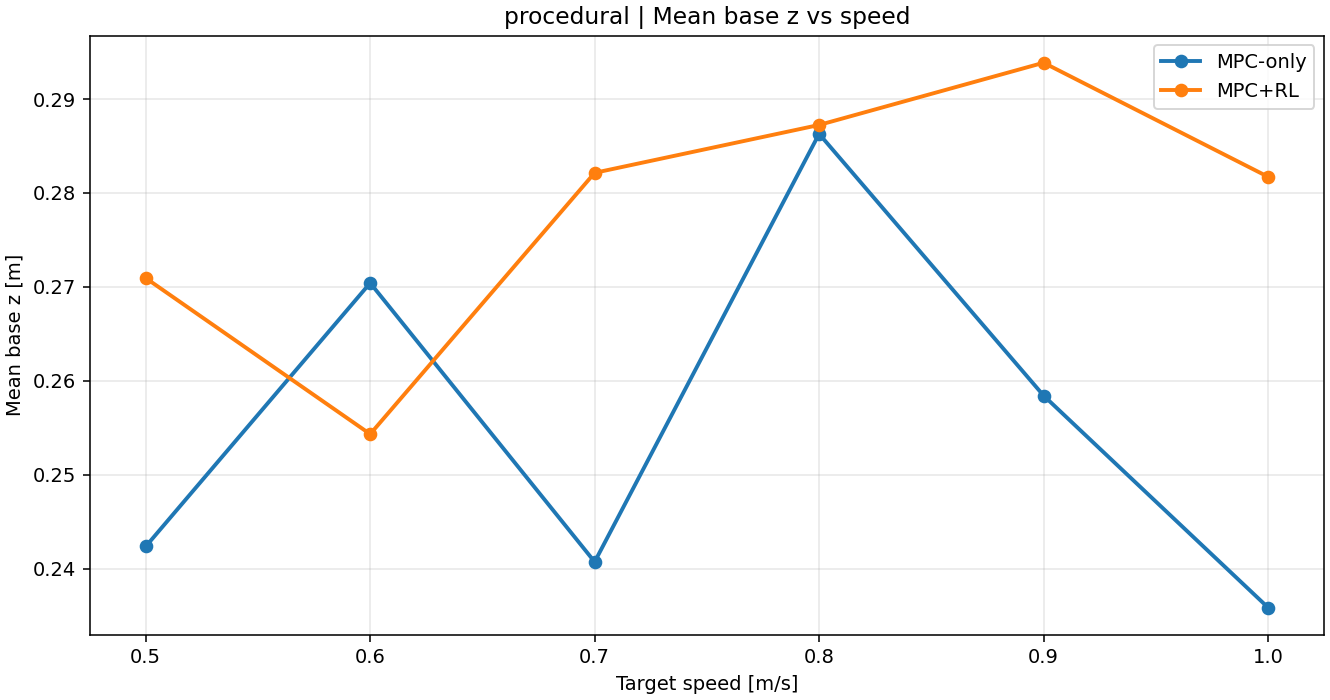 procedural | Mean base z vs speed
MPC-only
MPC+RL
Mean base z [m]
0.29
0.28
0.27
0.26
0.25
0.24
0.5 0.6 0.7 0.8 0.9 1.0
Target speed [m/s]